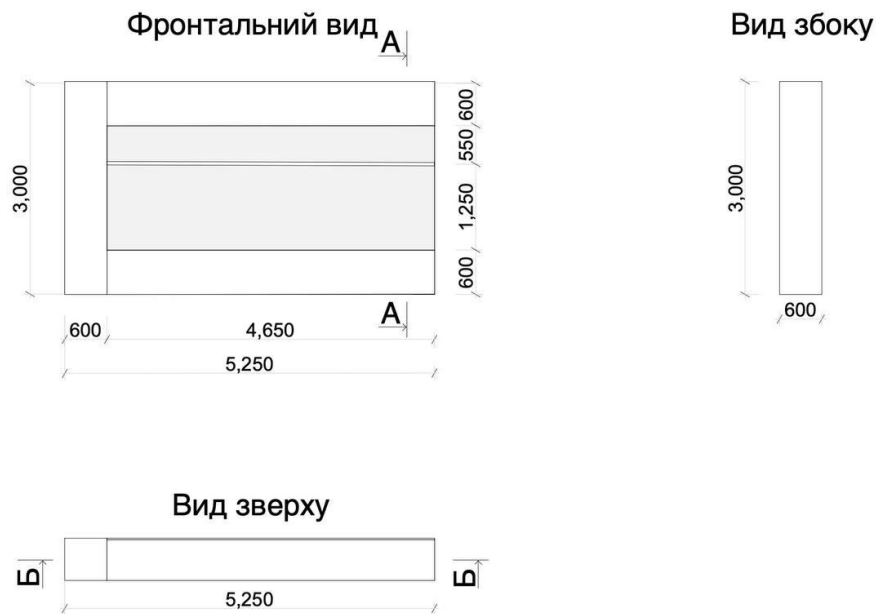 Фронтальний вид
Вид збоку
А
600
550
3,000
1,250
600
3,000
А
600
4,650
5,250
600
Вид зверху
Б
Б
5,250